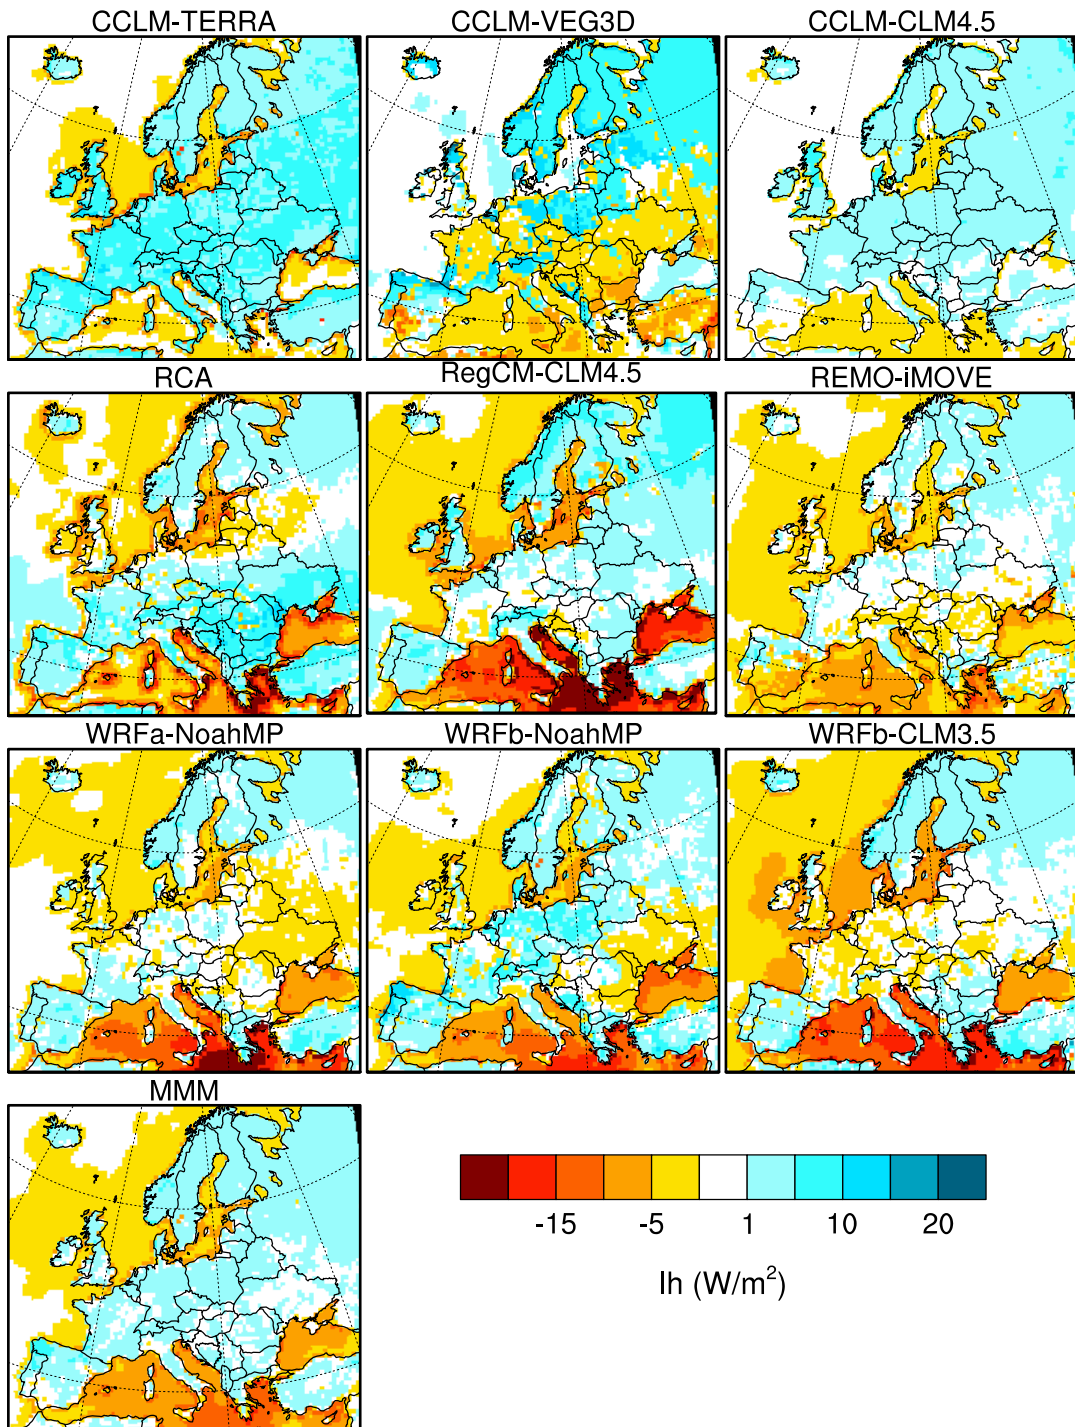 CCLM-TERRA
CCLM-VEG3D
CCLM-CLM4.5
RCA
RegCM-CLM4.5
REMO-iMOVE
WRFa-NoahMP
WRFb-NoahMP
WRFb-CLM3.5
MMM
-15 -5 1 10 20
lh (W/m²)